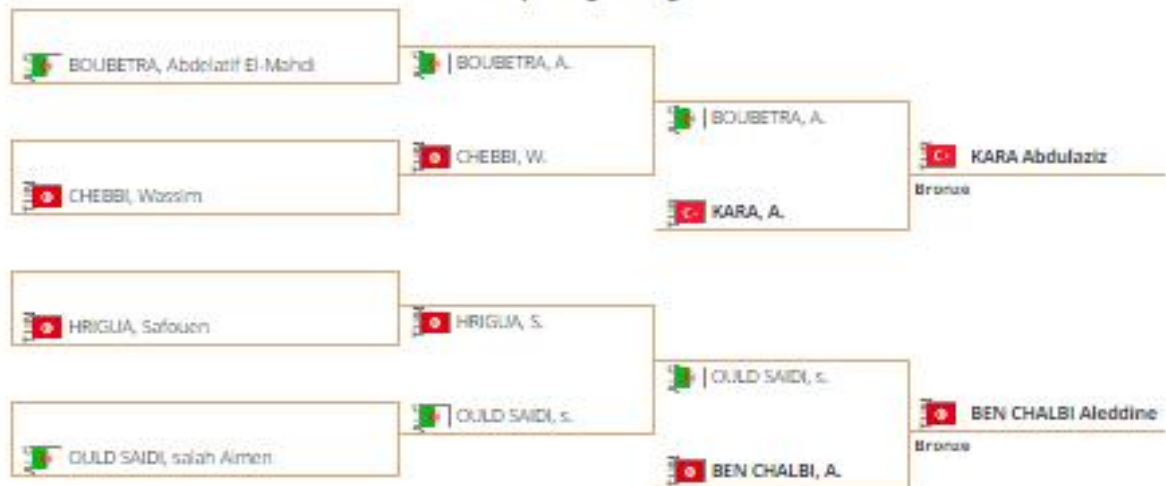 BOUBETRA, Abdelatif El-Mahdi
BOUBETRA, A.
BOUBETRA, A.
CHEBBI, W.
KARA Abdulaziz
Bronze
CHEBBI, Wassim
KARA, A.
HRIGUA, Safouen
HRIGUA, S.
OULD SAIDI, s.
OULD SAIDI, s.
BEN CHALBI Aleddine
Bronze
OULD SAIDI, salah Aimen
BEN CHALBI, A.